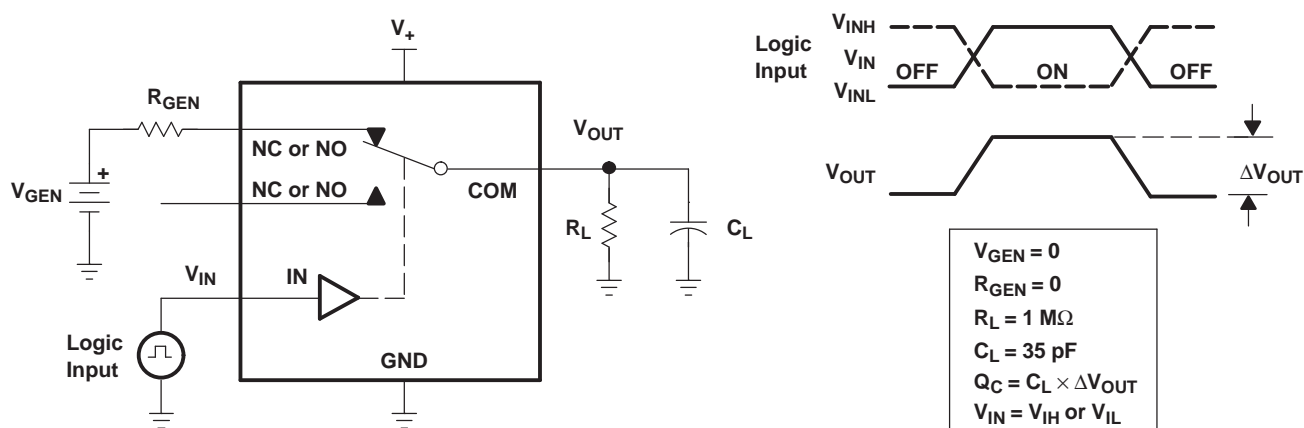 V+
RGEN
VGEN
+
NC or NO
NC or NO
COM
VOUT
RL
CL
VIN
IN
Logic
Input
GND
Logic
Input
VINH
VIN
VINL
OFF
ON
OFF
VOUT
ΔVOUT
VGEN = 0
RGEN = 0
RL = 1 MΩ
CL = 35 pF
QC = CL × ΔVOUT
VIN = VIH or VIL